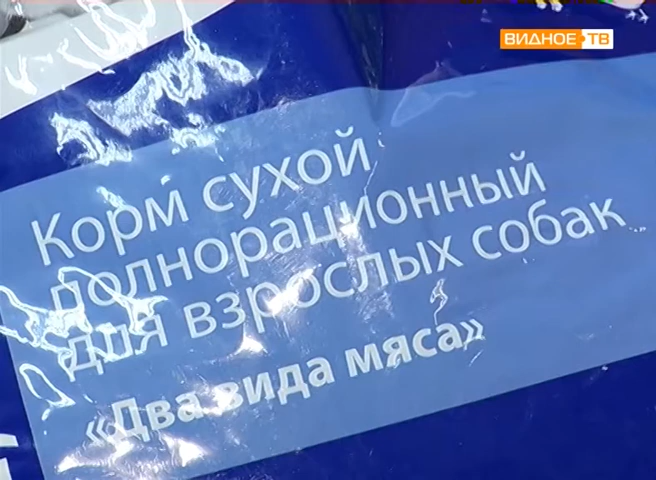 ВИДНОЕ ТВ
Корм сухой
полнорационный
для взрослых собак
«Два вида мяса»